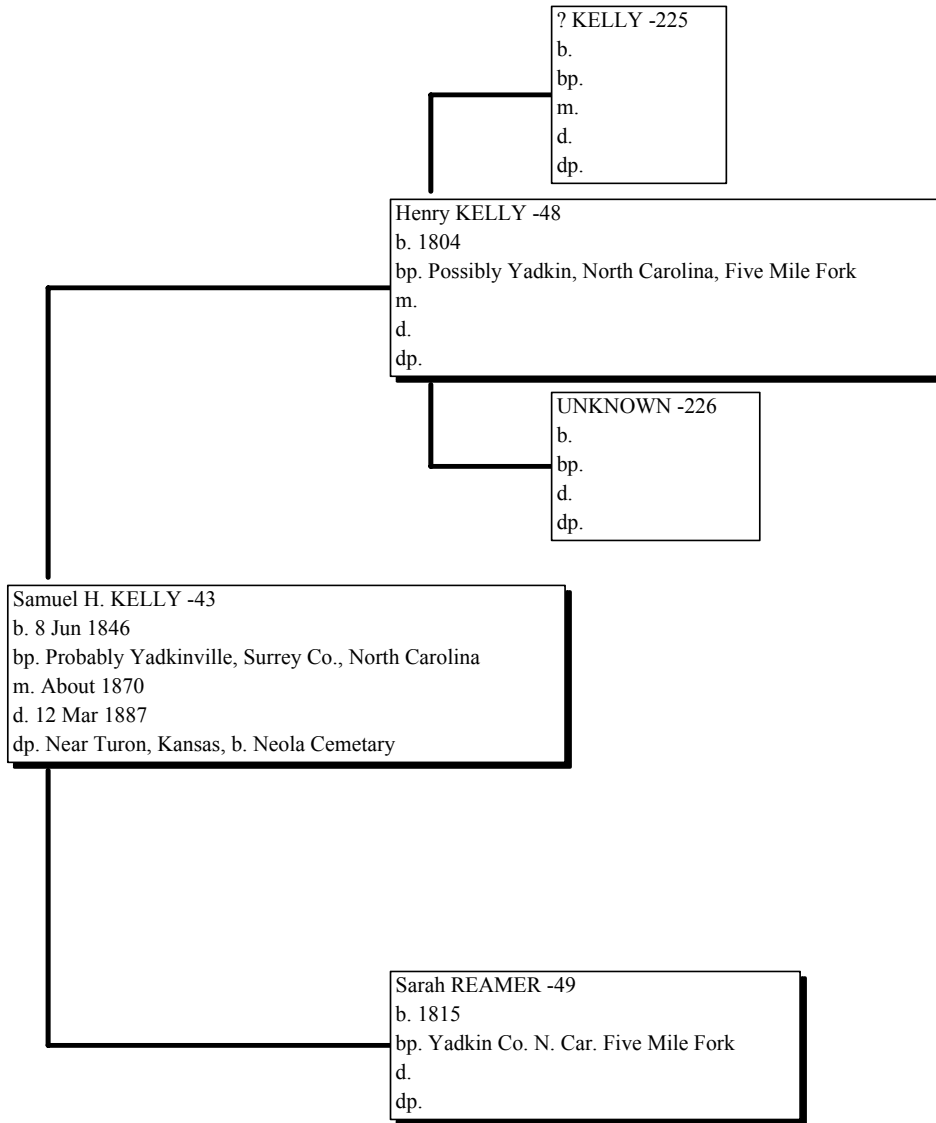 ? KELLY -225
b.
bp.
m.
d.
dp.
Henry KELLY -48
b. 1804
bp. Possibly Yadkin, North Carolina, Five Mile Fork
m.
d.
dp.
UNKNOWN -226
b.
bp.
d.
dp.
Samuel H. KELLY -43
b. 8 Jun 1846
bp. Probably Yadkinville, Surrey Co., North Carolina
m. About 1870
d. 12 Mar 1887
dp. Near Turon, Kansas, b. Neola Cemetary
Sarah REAMER -49
b. 1815
bp. Yadkin Co. N. Car. Five Mile Fork
d.
dp.